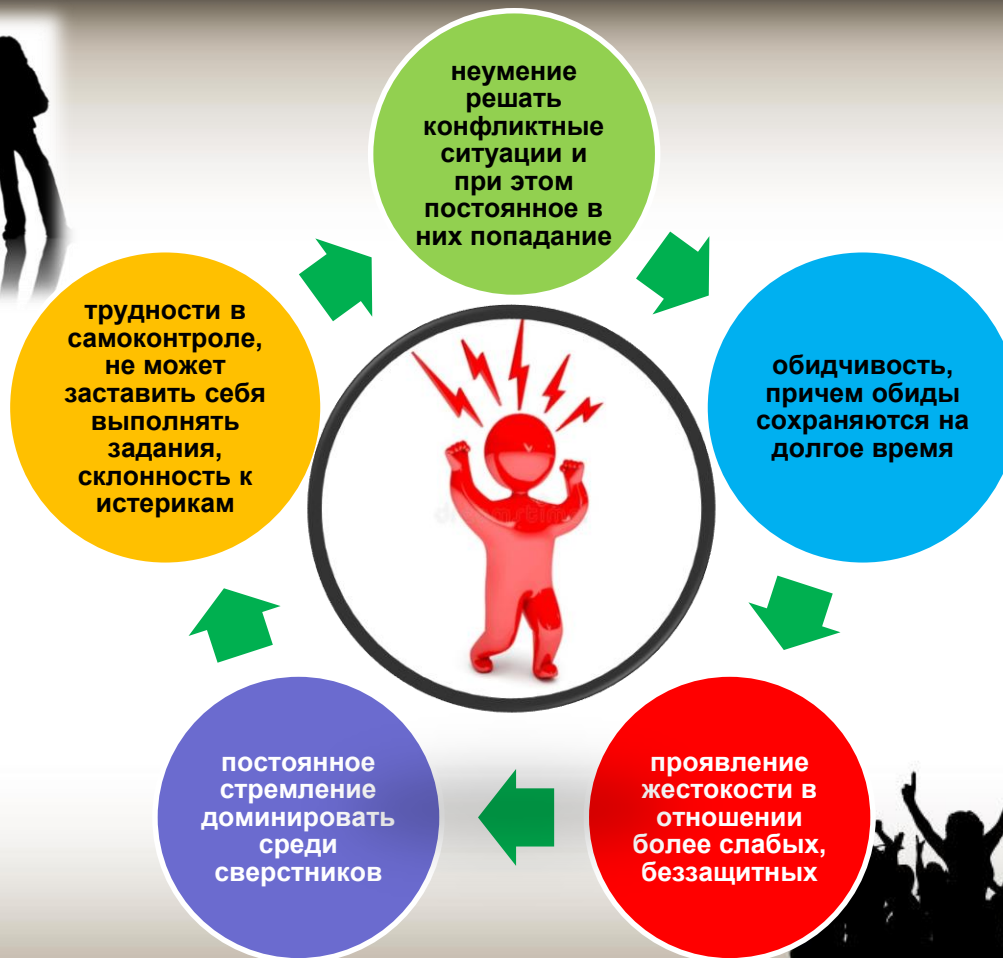 неумение
решать
конфликтные
ситуации и
при этом
постоянное в
них попадание
обидчивость,
причем обиды
сохраняются на
долгое время
проявление
жестокости в
отношении
более слабых,
беззащитных
постоянное
стремление
доминировать
среди
сверстников
трудности в
самоконтроле,
не может
заставить себя
выполнять
задания,
склонность к
истерикам